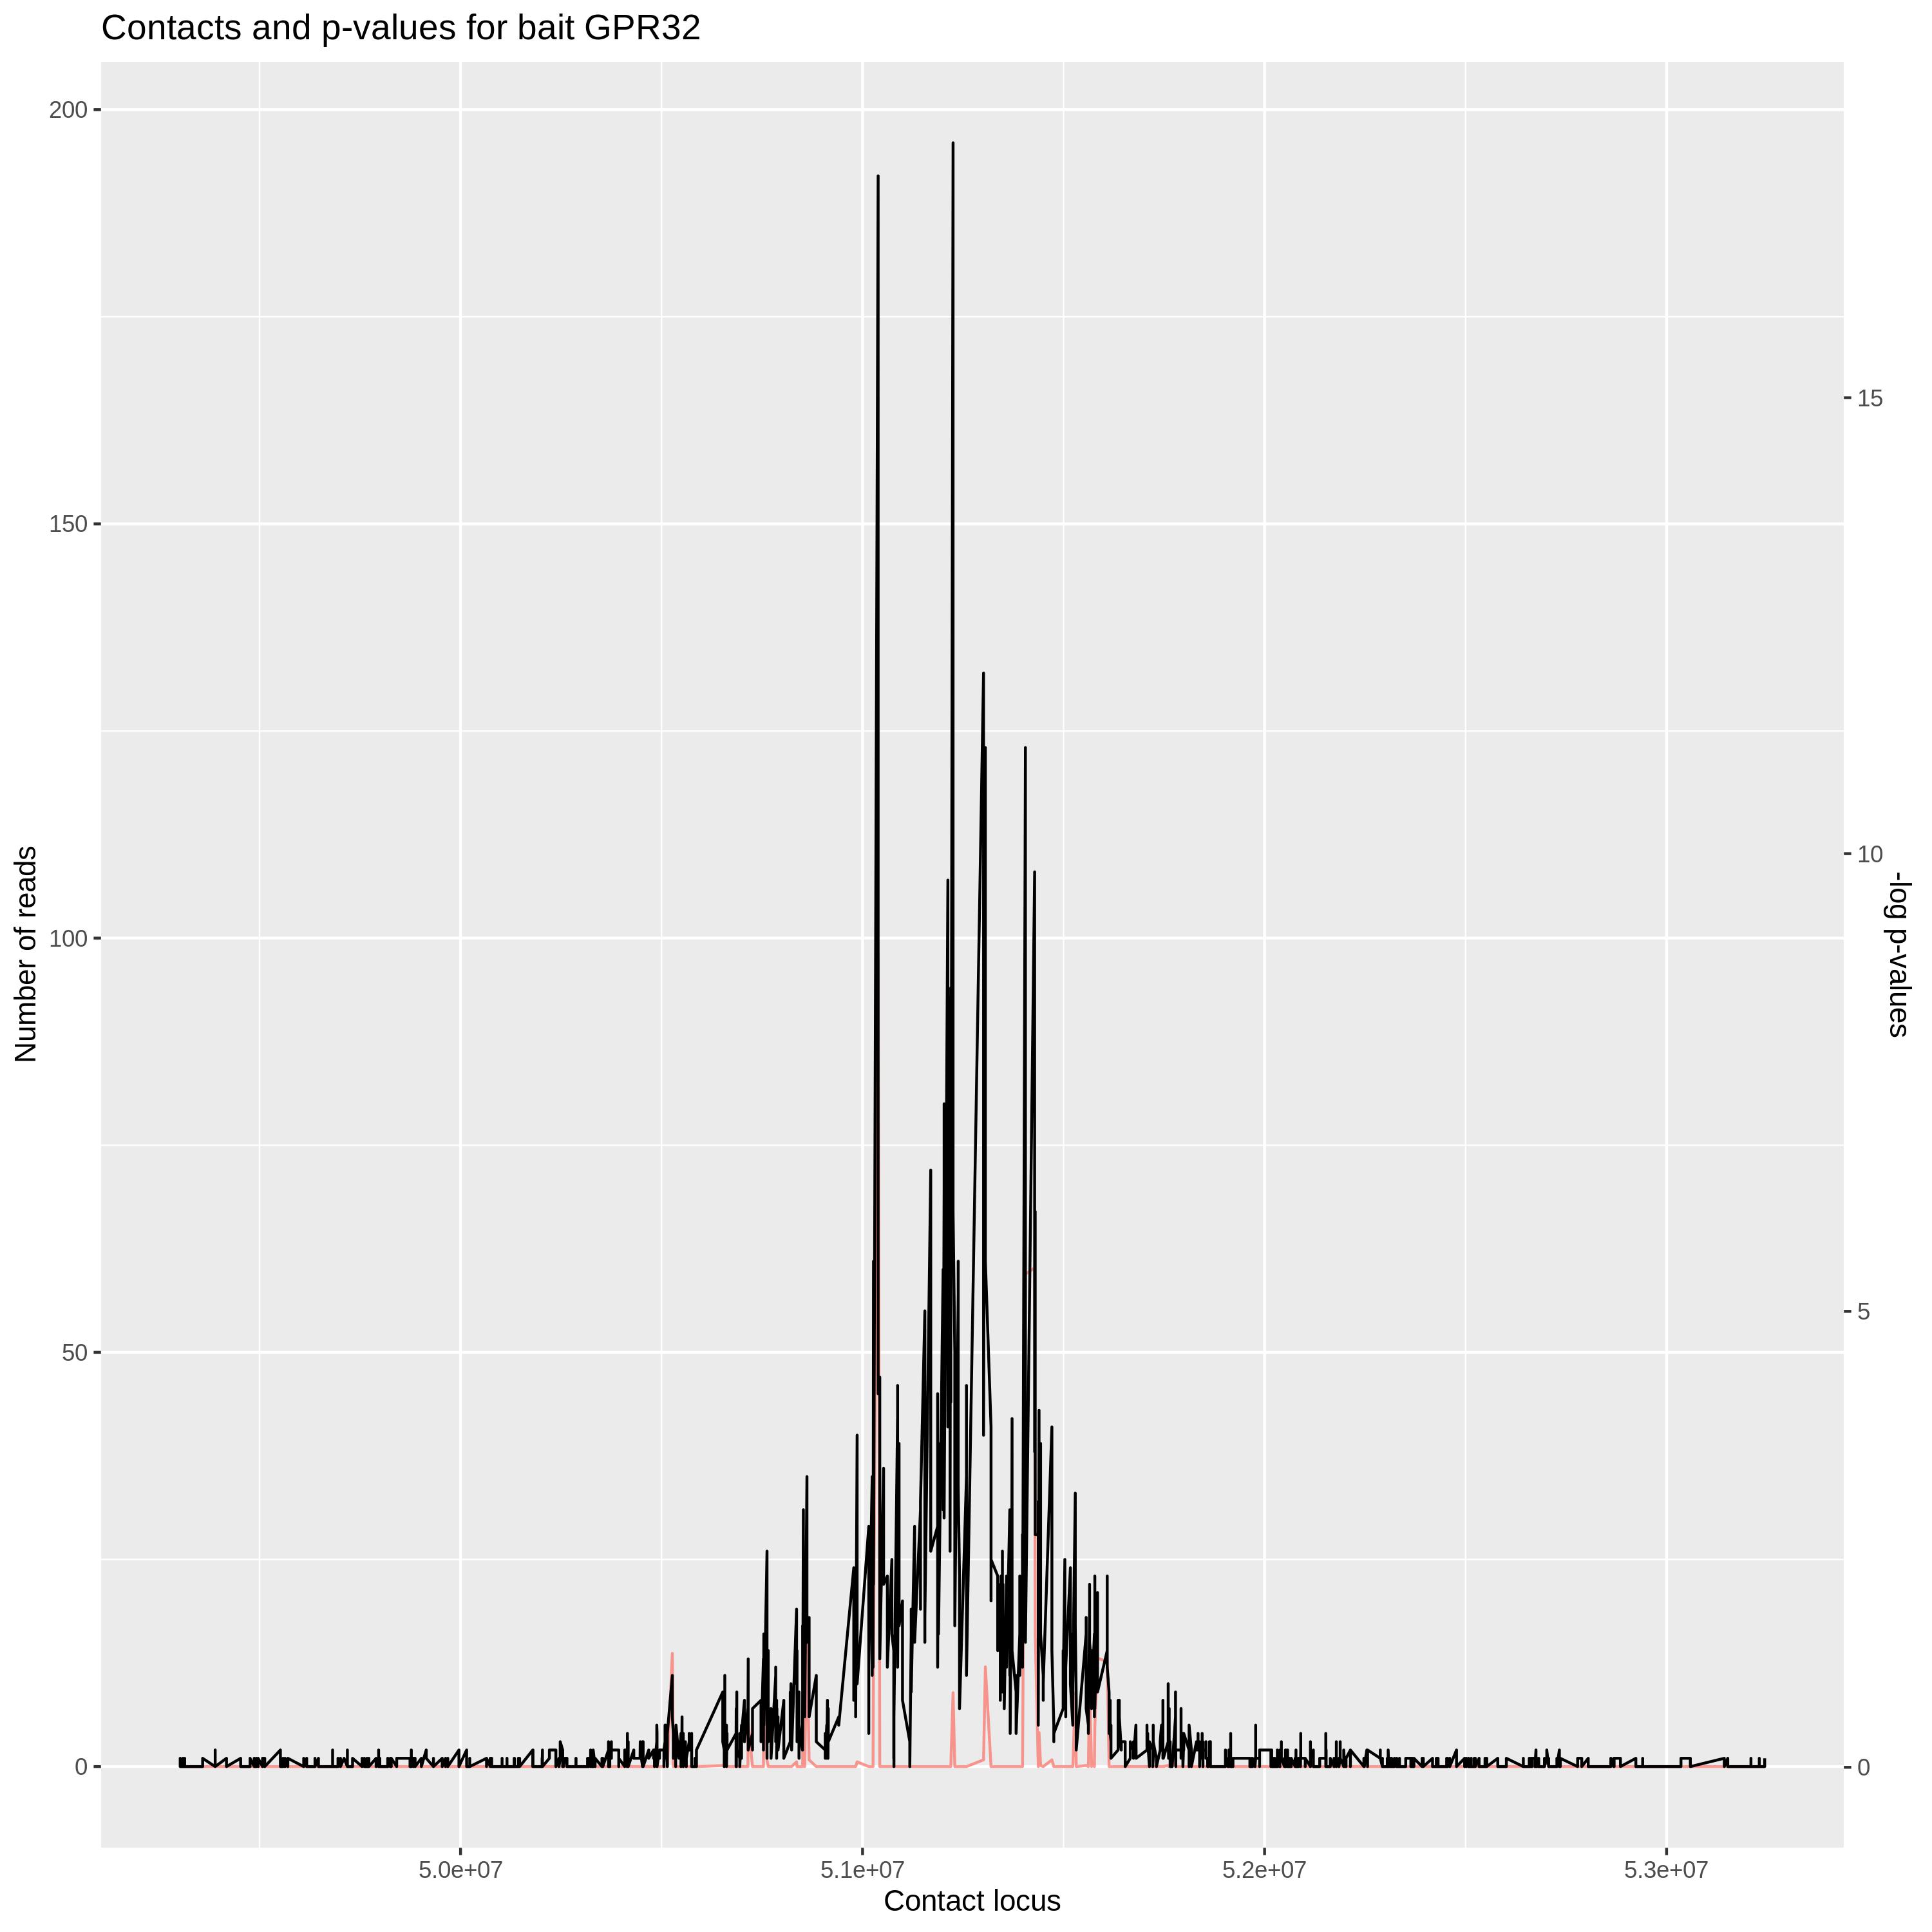 Contacts and p-values for bait GPR32
200
150
100
50
0
Number of reads
15
10
5
0
-log p-values
5.0e+07
5.1e+07
5.2e+07
5.3e+07
Contact locus